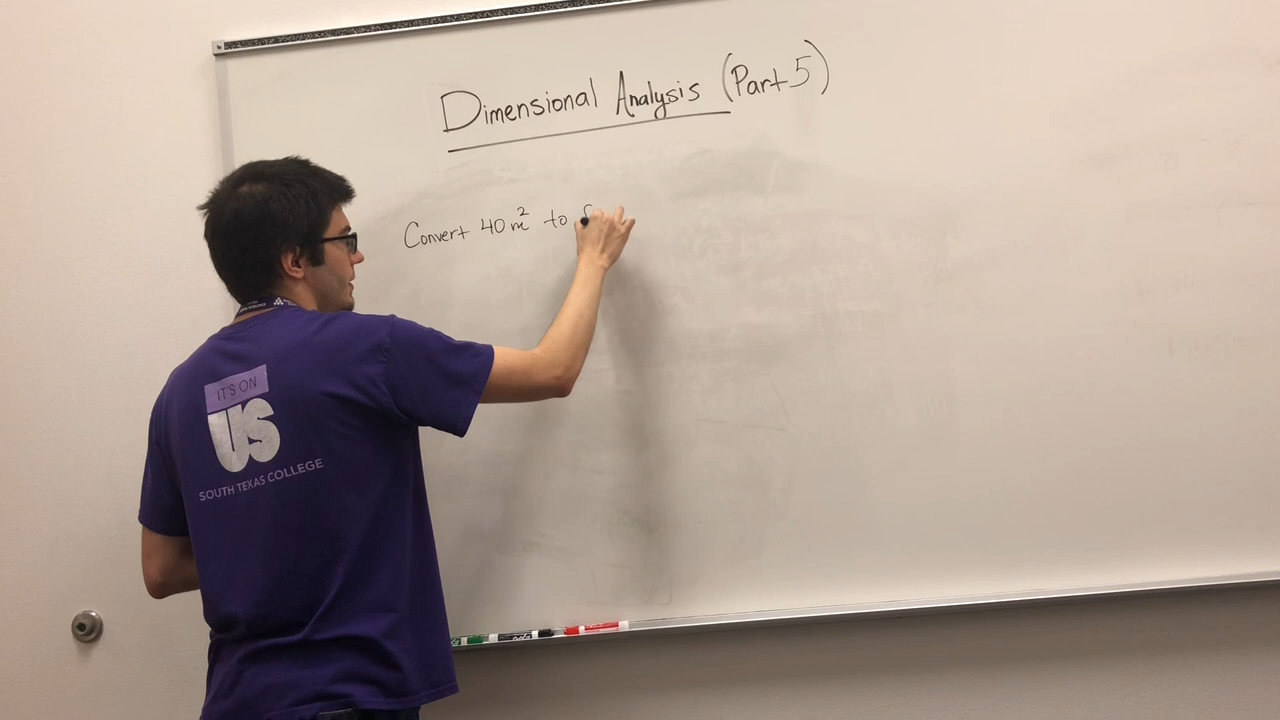 Dimensional Analysis (Part 5)
Convert 40 m² to
IT'S ON
US
SOUTH TEXAS COLLEGE